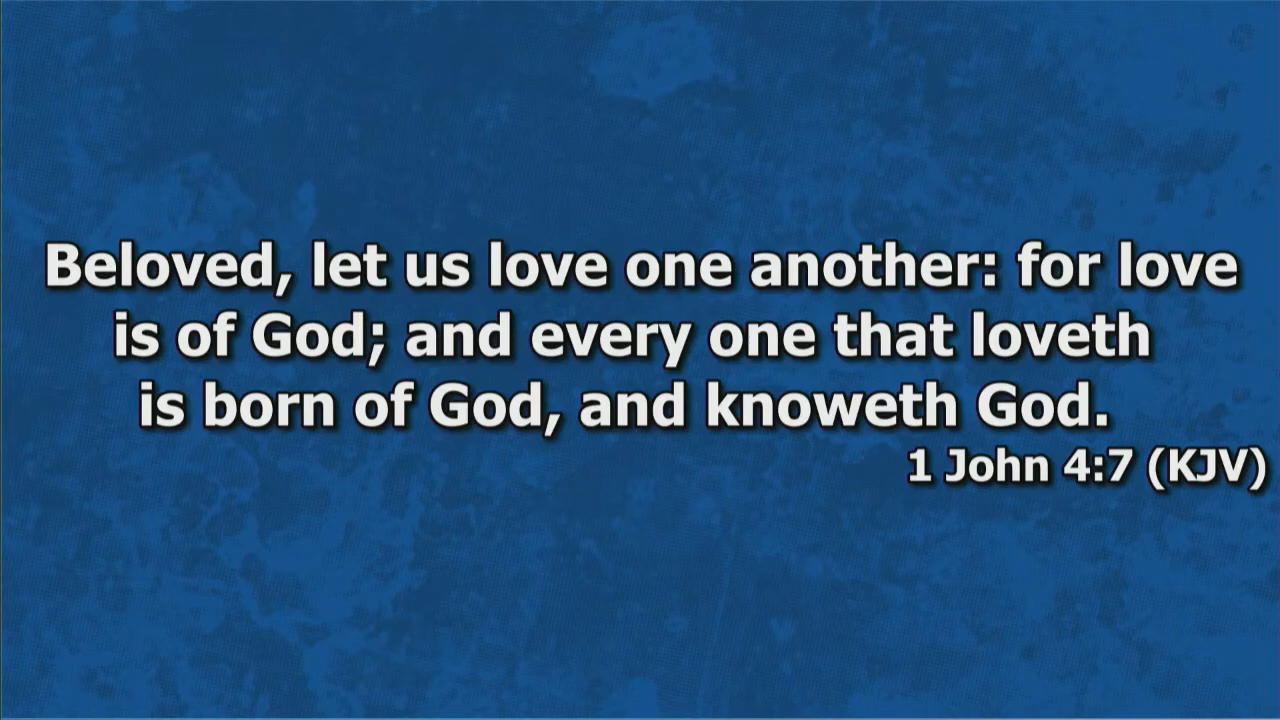 Beloved, let us love one another: for love
is of God; and every one that loveth
is born of God, and knoweth God.
1 John 4:7 (KJV)